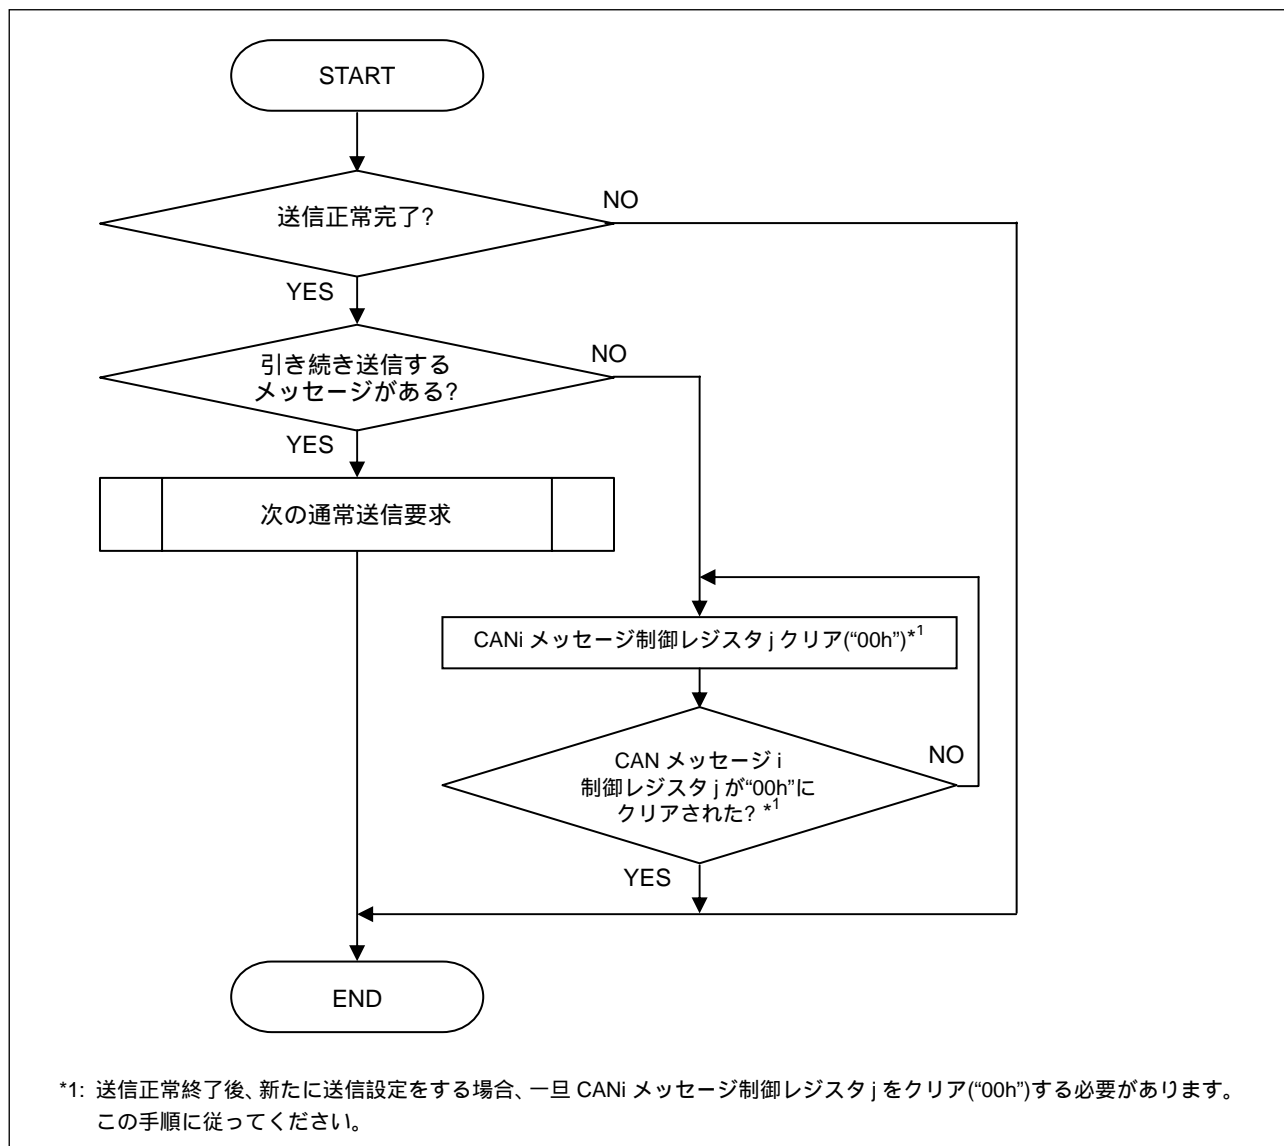 START
送信正常完了?
NO
YES
引き続き送信する
メッセージがある?
NO
YES
次の通常送信要求
CANi メッセージ制御レジスタ j クリア(“00h”)*1
CAN メッセージ i
制御レジスタ j が“00h”に
クリアされた? *1
NO
YES
END
*1: 送信正常終了後、新たに送信設定をする場合、一旦 CANi メッセージ制御レジスタ j をクリア(“00h”)する必要があります。
この手順に従ってください。